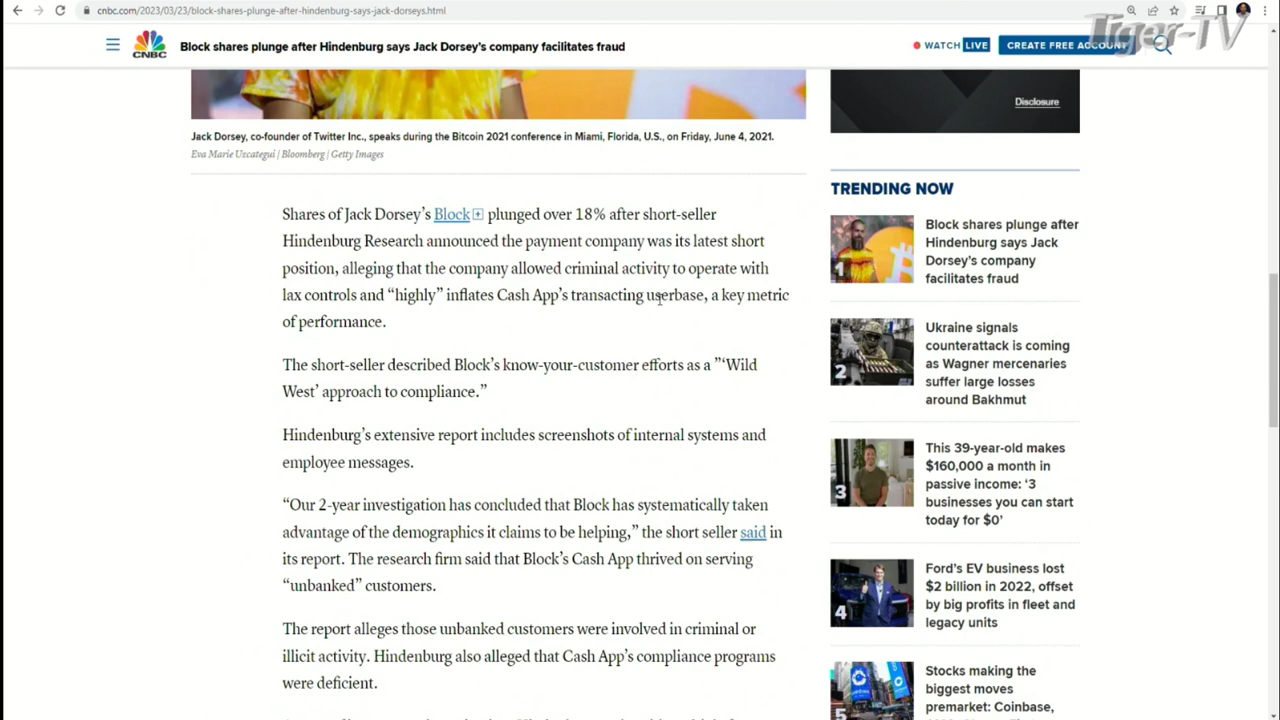 cnbc.com/2023/03/23/block-shares-plunge-after-hindenburg-says-jack-dorseys.html
Tiger-TV
CNBC
Block shares plunge after Hindenburg says Jack Dorsey's company facilitates fraud
WATCH LIVE
CREATE FREE ACCOUNT
Disclosure
Jack Dorsey, co-founder of Twitter Inc., speaks during the Bitcoin 2021 conference in Miami, Florida, U.S., on Friday, June 4, 2021.
Eva Marie Uzcategui | Bloomberg | Getty Images
Shares of Jack Dorsey’s Block plunged over 18% after short-seller
Hindenburg Research announced the payment company was its latest short
position, alleging that the company allowed criminal activity to operate with
lax controls and “highly” inflates Cash App’s transacting userbase, a key metric
of performance.
The short-seller described Block’s know-your-customer efforts as a ”‘Wild
West’ approach to compliance.”
Hindenburg’s extensive report includes screenshots of internal systems and
employee messages.
“Our 2-year investigation has concluded that Block has systematically taken
advantage of the demographics it claims to be helping,” the short seller said in
its report. The research firm said that Block’s Cash App thrived on serving
“unbanked” customers.
The report alleges those unbanked customers were involved in criminal or
illicit activity. Hindenburg also alleged that Cash App’s compliance programs
were deficient.
TRENDING NOW
1
Block shares plunge after
Hindenburg says Jack
Dorsey’s company
facilitates fraud
2
Ukraine signals
counterattack is coming
as Wagner mercenaries
suffer large losses
around Bakhmut
3
This 39-year-old makes
$160,000 a month in
passive income: ‘3
businesses you can start
today for $0’
4
Ford’s EV business lost
$2 billion in 2022, offset
by big profits in fleet and
legacy units
5
Stocks making the
biggest moves
premarket: Coinbase,